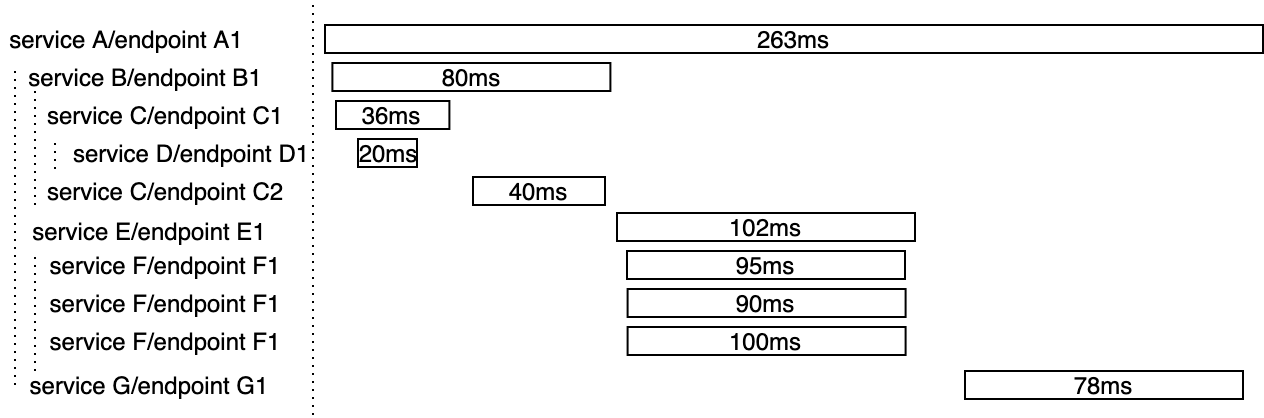 service A/endpoint A1 263ms
service B/endpoint B1 80ms
service C/endpoint C1 36ms
service D/endpoint D1 20ms
service C/endpoint C2 40ms
service E/endpoint E1 102ms
service F/endpoint F1 95ms
service F/endpoint F1 90ms
service F/endpoint F1 100ms
service G/endpoint G1 78ms